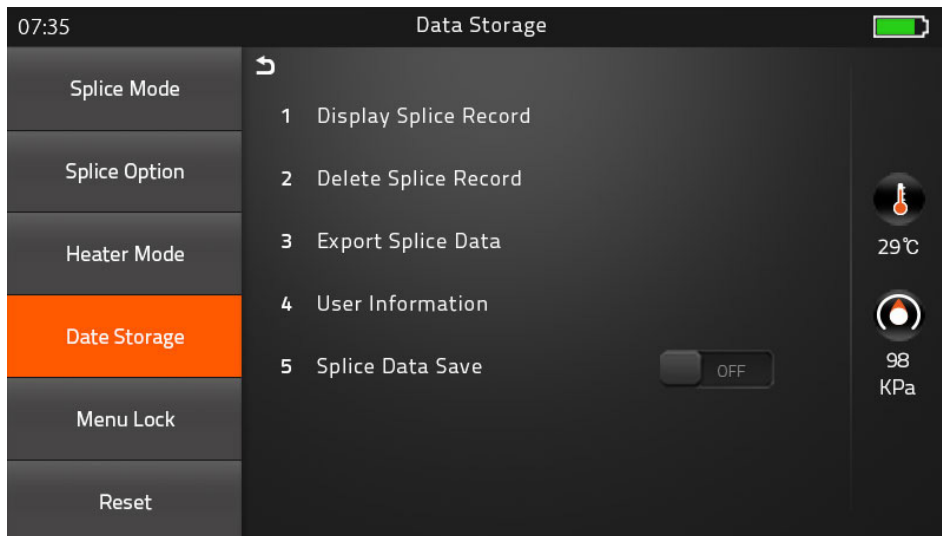 07:35 Data Storage
Splice Mode
Splice Option
Heater Mode
Date Storage
Menu Lock
Reset
1 Display Splice Record
2 Delete Splice Record
3 Export Splice Data
4 User Information
5 Splice Data Save OFF
29℃
98
KPa